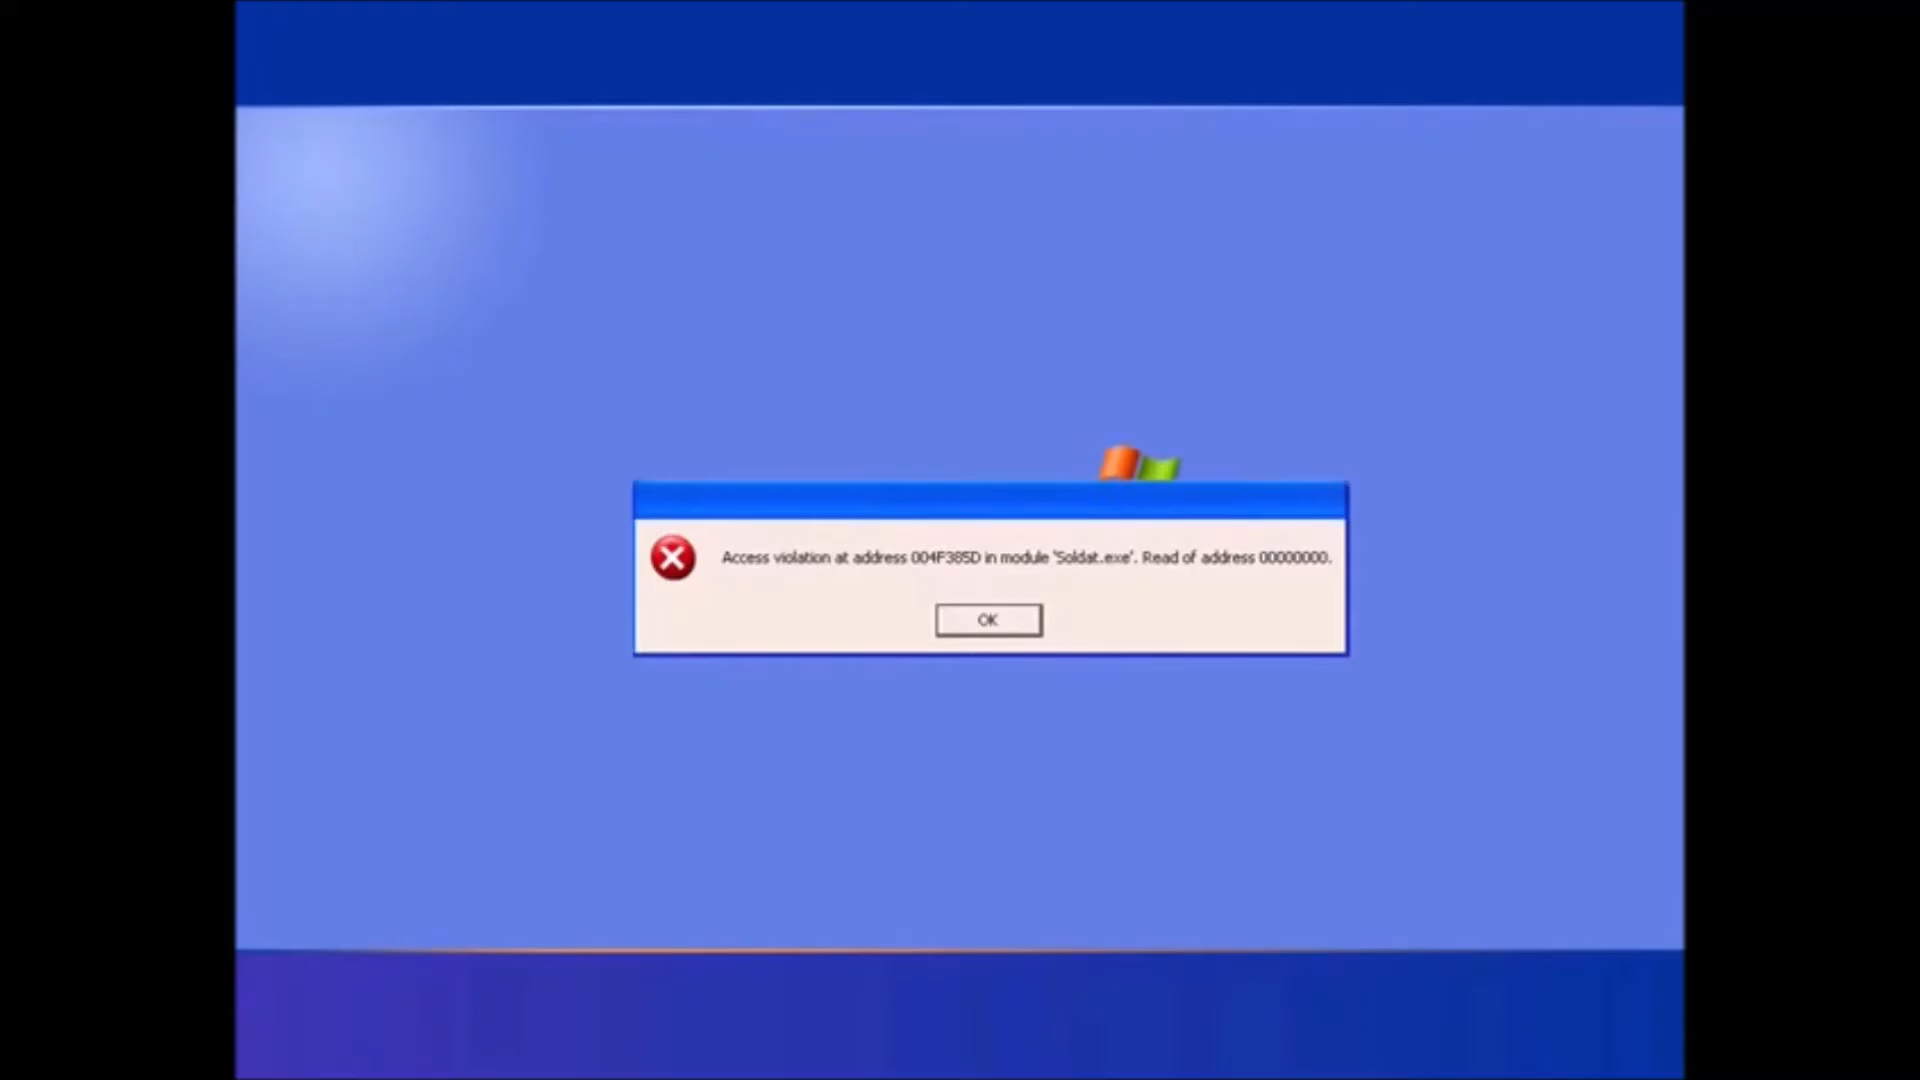 Access violation at address 004F385D in module 'Soldat.exe'. Read of address 00000000.
OK